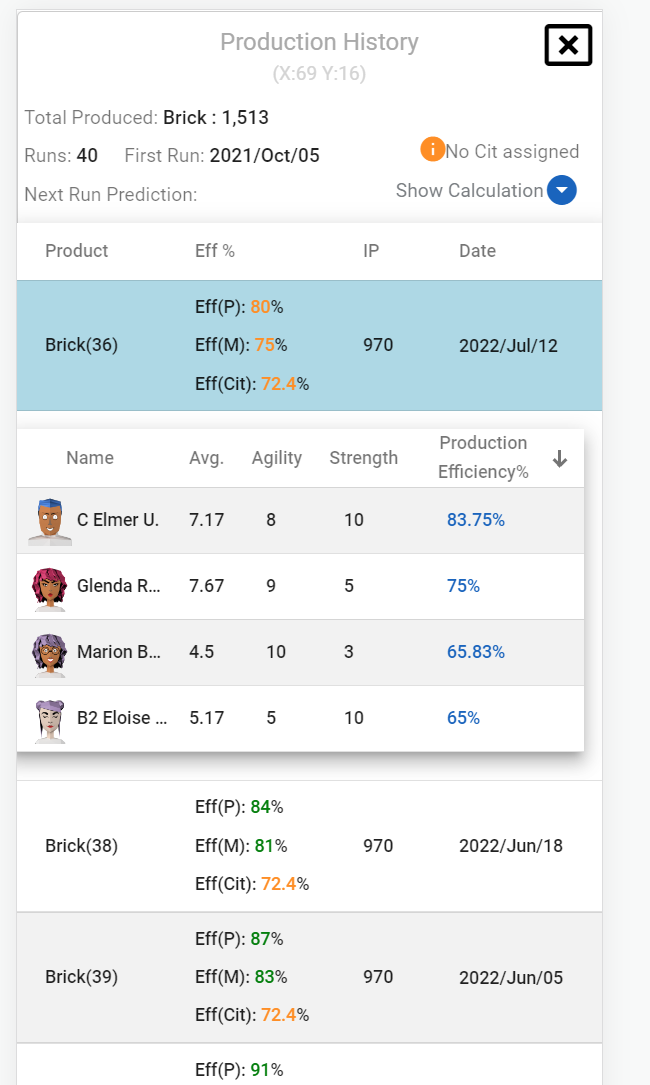 Production History
(X:69 Y:16)
Total Produced: Brick : 1,513
Runs: 40 First Run: 2021/Oct/05
No Cit assigned
Next Run Prediction:
Show Calculation
Product Eff % IP Date
Eff(P): 80%
Brick(36) Eff(M): 75% 970 2022/Jul/12
Eff(Cit): 72.4%
Name Avg. Agility Strength Production Efficiency%
C Elmer U. 7.17 8 10 83.75%
Glenda R... 7.67 9 5 75%
Marion B... 4.5 10 3 65.83%
B2 Eloise ... 5.17 5 10 65%
Eff(P): 84%
Brick(38) Eff(M): 81% 970 2022/Jun/18
Eff(Cit): 72.4%
Eff(P): 87%
Brick(39) Eff(M): 83% 970 2022/Jun/05
Eff(Cit): 72.4%
Eff(P): 91%